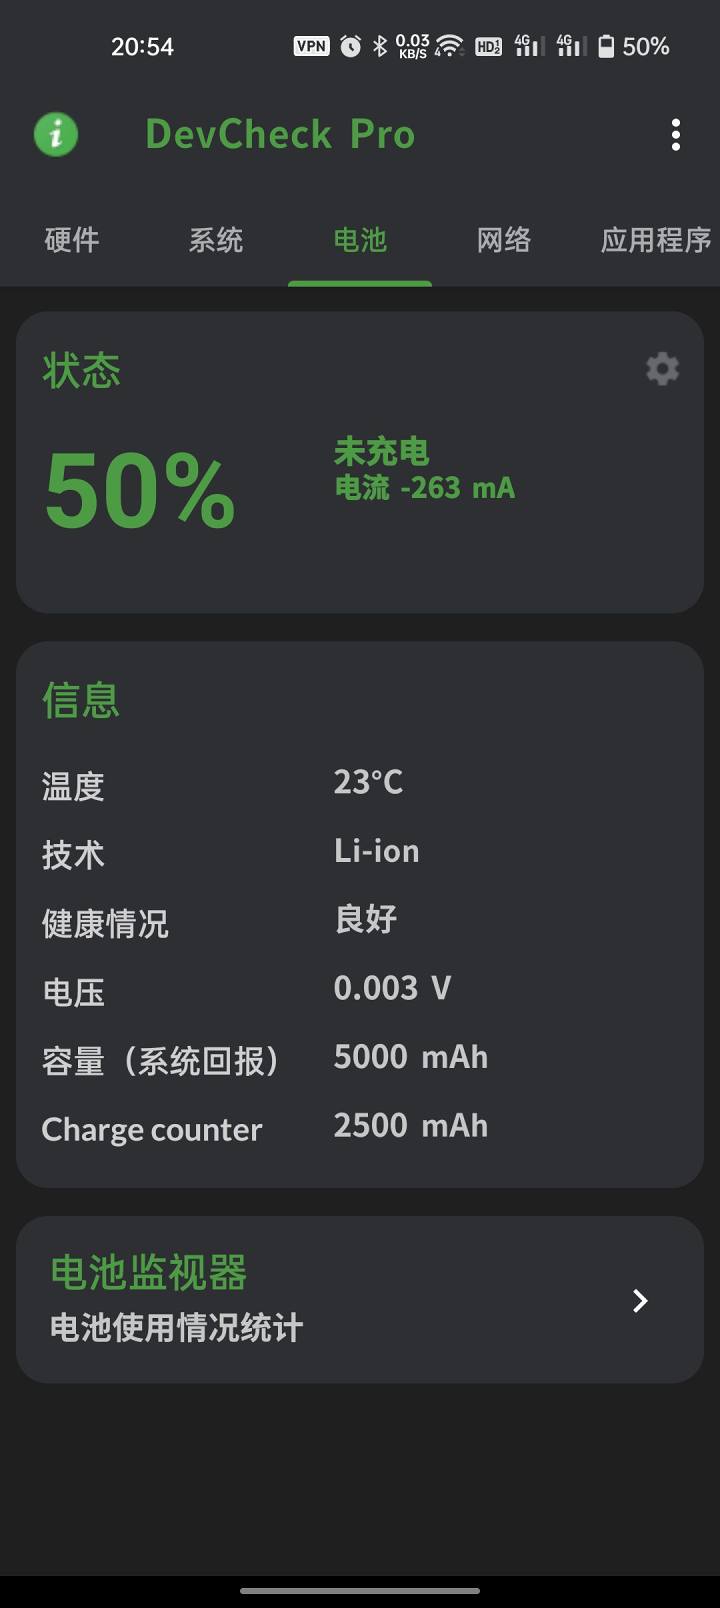 20:54 VPN 0.03 KB/S 4 HD 1 2 4G 4G 50%
i DevCheck Pro
硬件 系统 电池 网络 应用程序
状态
50%
未充电
电流 -263 mA
信息
温度 23°C
技术 Li-ion
健康情况 良好
电压 0.003 V
容量（系统回报） 5000 mAh
Charge counter 2500 mAh
电池监视器
电池使用情况统计